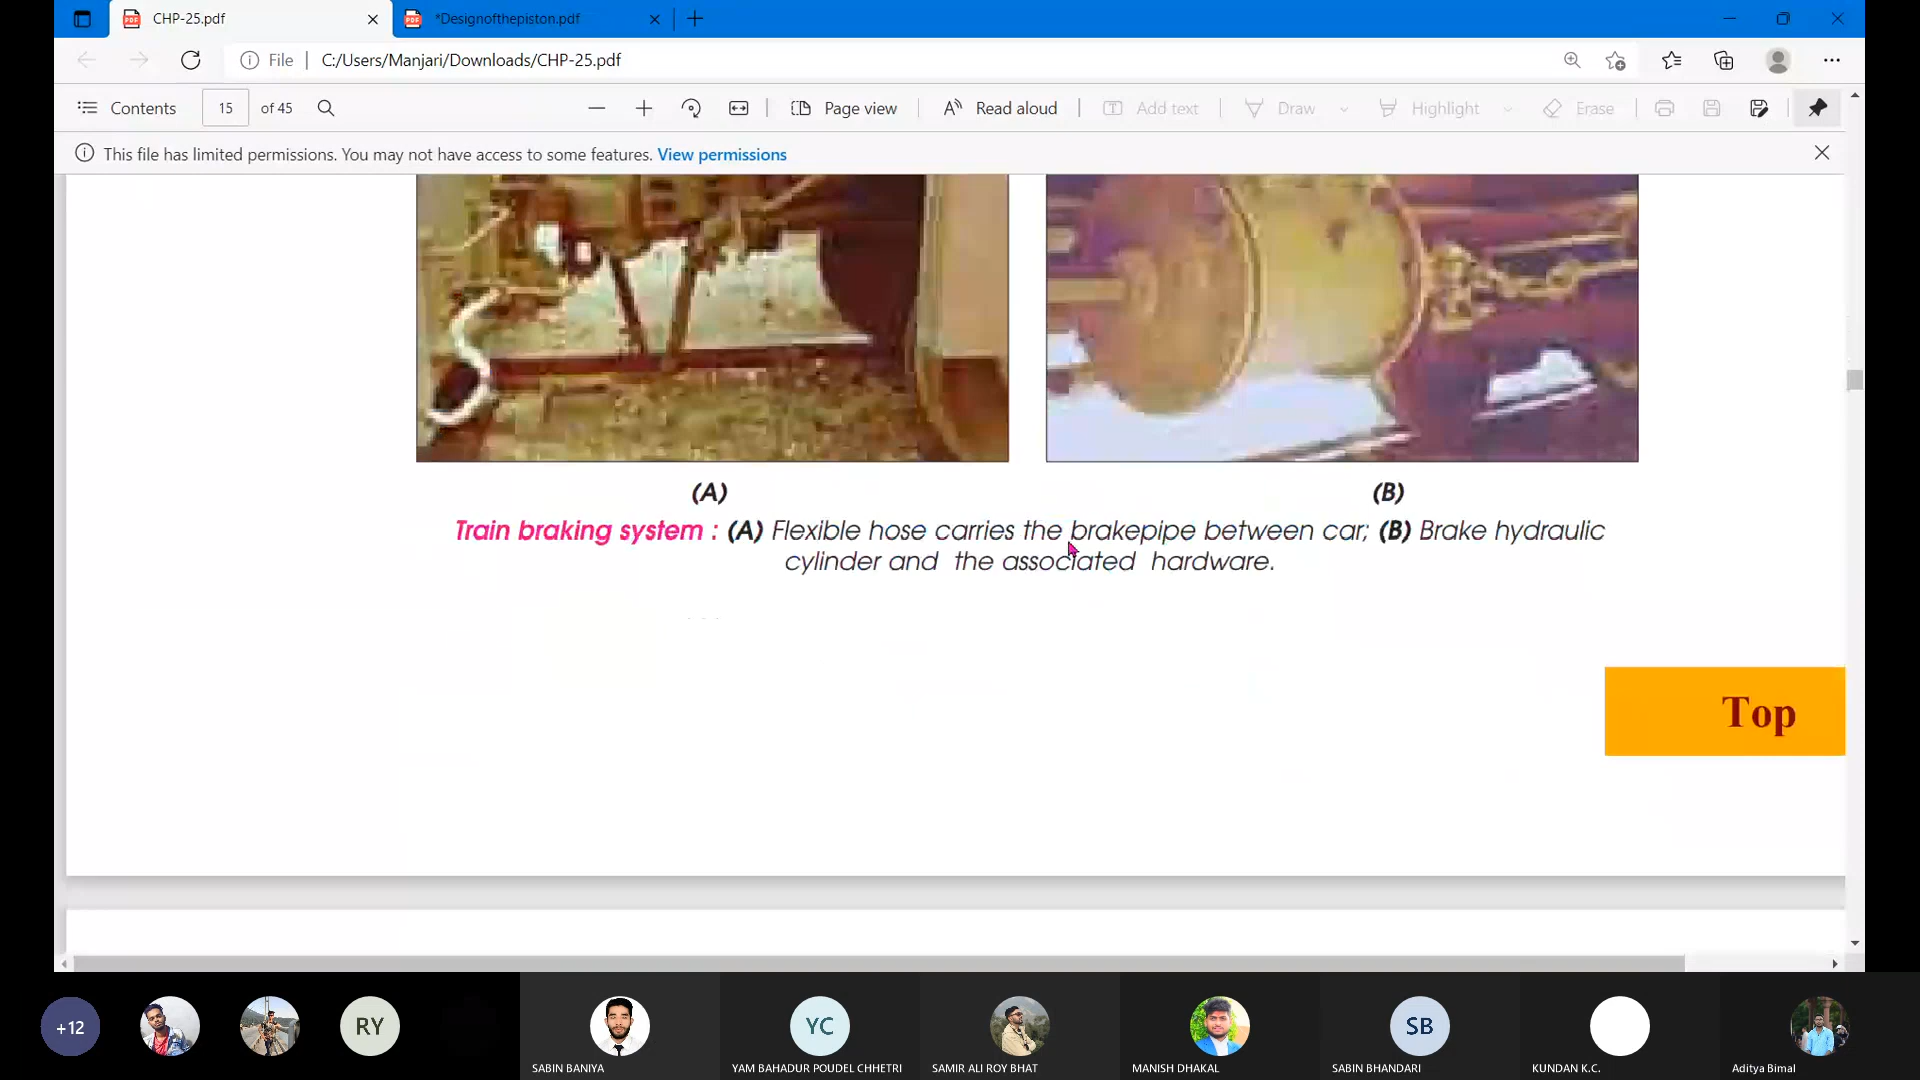 CHP-25.pdf
*Designofthepiston.pdf
File
C:/Users/Manjari/Downloads/CHP-25.pdf
Contents
15
of 45
Page view
Read aloud
Add text
Draw
Highlight
Erase
This file has limited permissions. You may not have access to some features. View permissions
(A)
(B)
Train braking system : (A) Flexible hose carries the brakepipe between car; (B) Brake hydraulic
cylinder and the associated hardware.
Top
+12
RY
YC
SB
SABIN BANIYA
YAM BAHADUR POUDEL CHHETRI
SAMIR ALI ROY BHAT
MANISH DHAKAL
SABIN BHANDARI
KUNDAN K.C.
Aditya Bimal